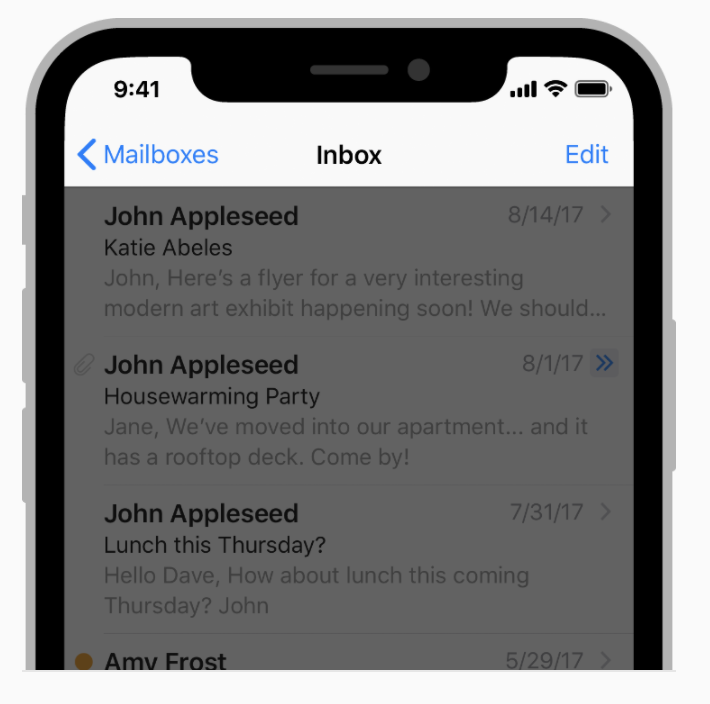 9:41
Mailboxes Inbox Edit
John Appleseed 8/14/17
Katie Abeles
John, Here's a flyer for a very interesting
modern art exhibit happening soon! We should...
John Appleseed 8/1/17
Housewarming Party
Jane, We've moved into our apartment... and it
has a rooftop deck. Come by!
John Appleseed 7/31/17
Lunch this Thursday?
Hello Dave, How about lunch this coming
Thursday? John
Amy Frost 5/29/17